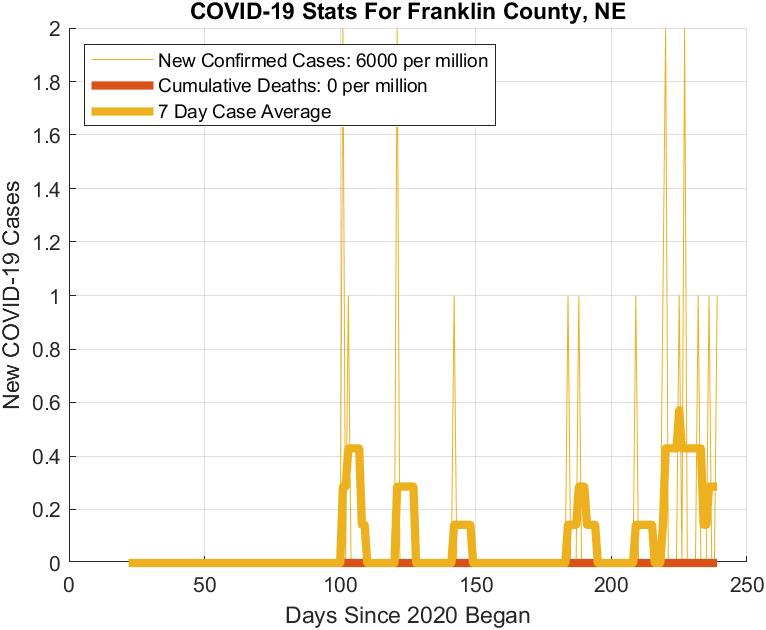 COVID-19 Stats For Franklin County, NE
New Confirmed Cases: 6000 per million
Cumulative Deaths: 0 per million
7 Day Case Average
New COVID-19 Cases
2
1.8
1.6
1.4
1.2
1
0.8
0.6
0.4
0.2
0
0 50 100 150 200 250
Days Since 2020 Began